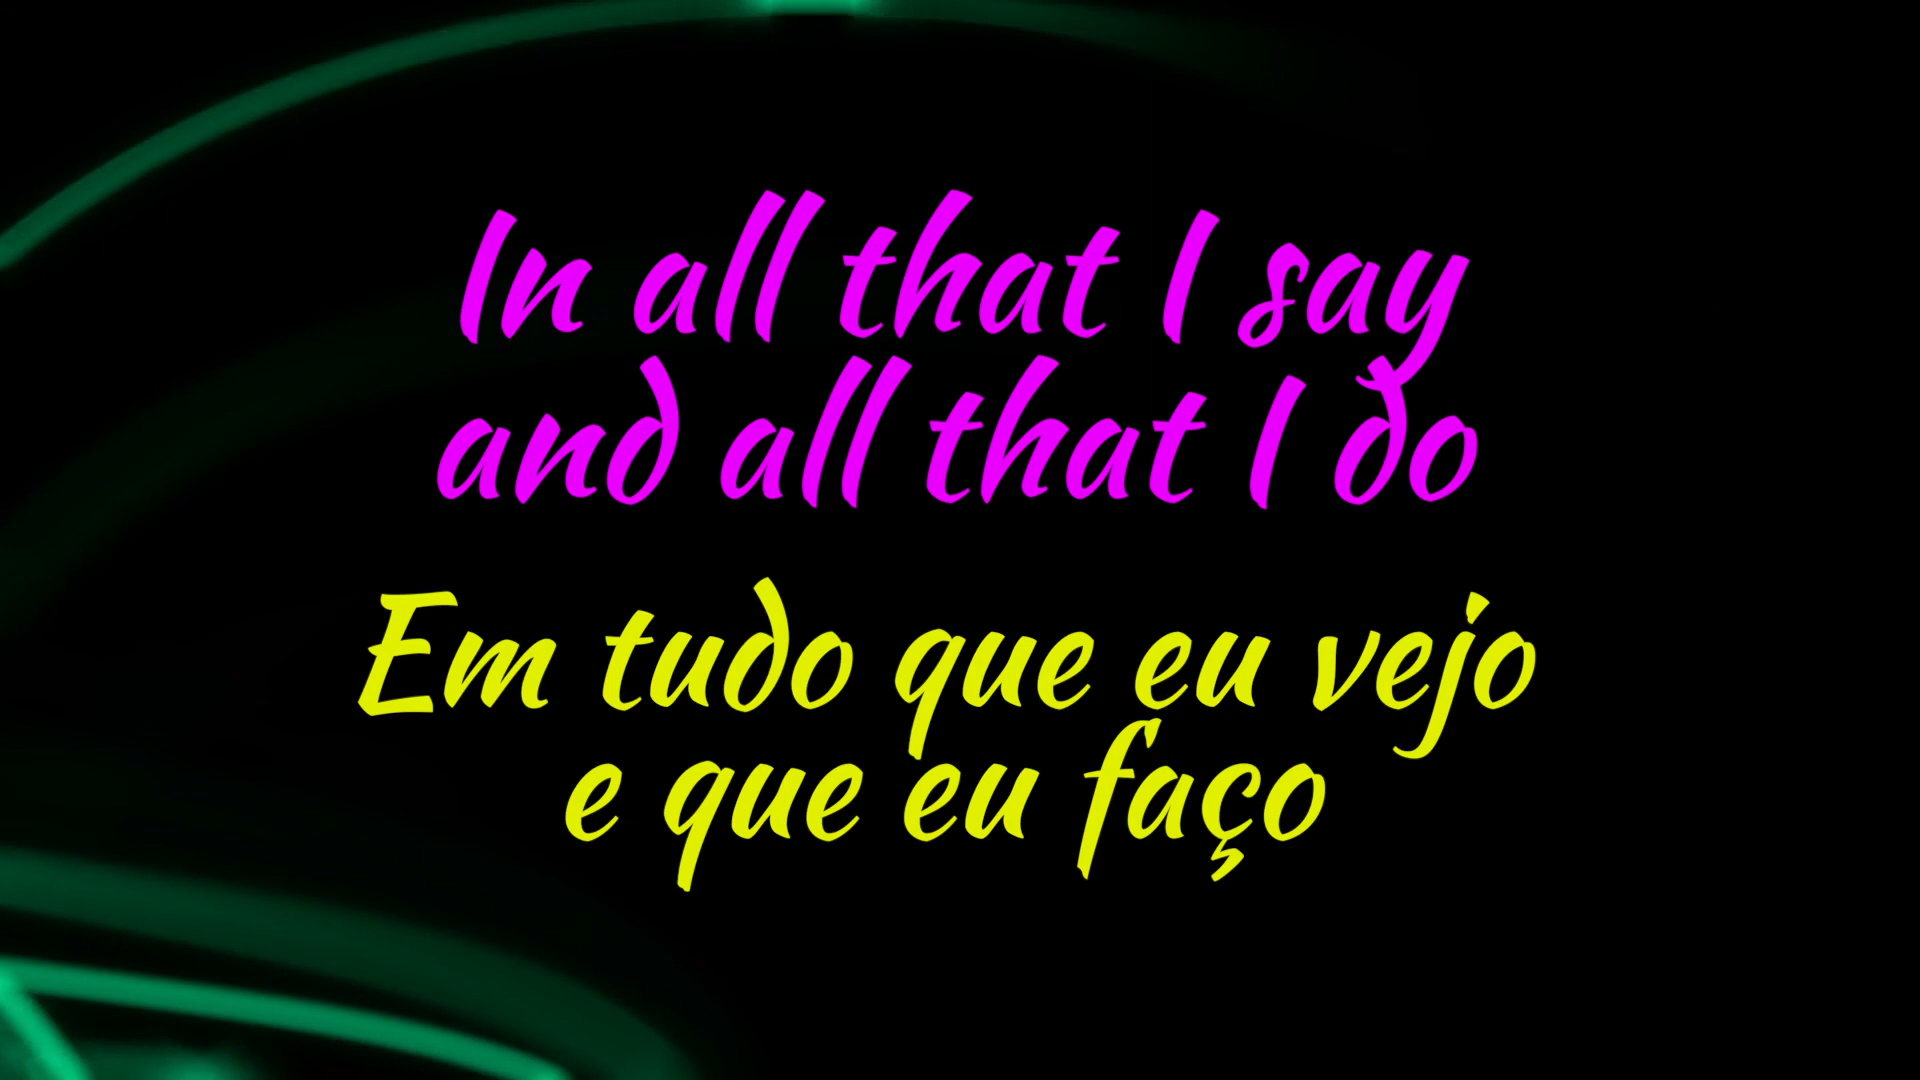 In all that I say
and all that I do
Em tudo que eu vejo
e que eu faço